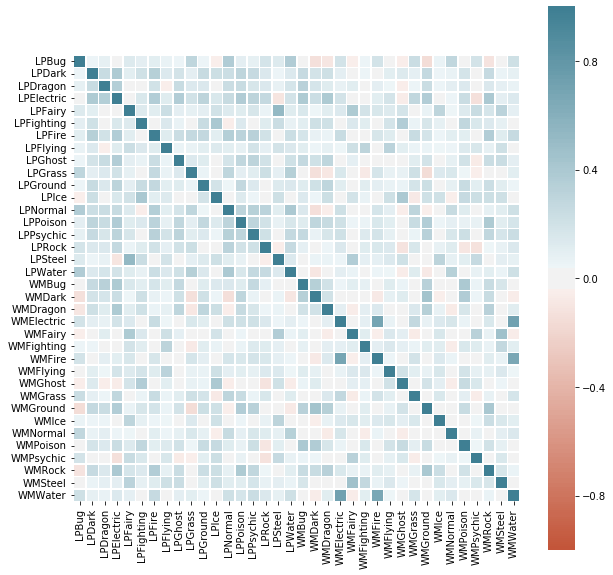 LPBug
LPDark
LPDragon
LPElectric
LPFairy
LPFighting
LPFire
LPFlying
LPGhost
LPGrass
LPGround
LPIce
LPNormal
LPPoison
LPPsychic
LPRock
LPSteel
LPWater
WMBug
WMDark
WMDragon
WMElectric
WMFairy
WMFighting
WMFire
WMFlying
WMGhost
WMGrass
WMGround
WMIce
WMNormal
WMPoison
WMPsychic
WMRock
WMSteel
WMWater
LPBug
LPDark
LPDragon
LPElectric
LPFairy
LPFighting
LPFire
LPFlying
LPGhost
LPGrass
LPGround
LPIce
LPNormal
LPPoison
LPPsychic
LPRock
LPSteel
LPWater
WMBug
WMDark
WMDragon
WMElectric
WMFairy
WMFighting
WMFire
WMFlying
WMGhost
WMGrass
WMGround
WMIce
WMNormal
WMPoison
WMPsychic
WMRock
WMSteel
WMWater
0.8
0.4
0.0
−0.4
−0.8